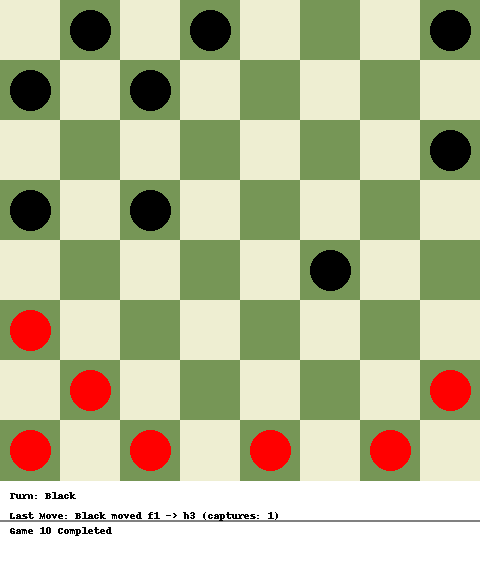 Turn: Black
Last Move: Black moved f1 -> h3 (captures: 1)
Game 10 Completed